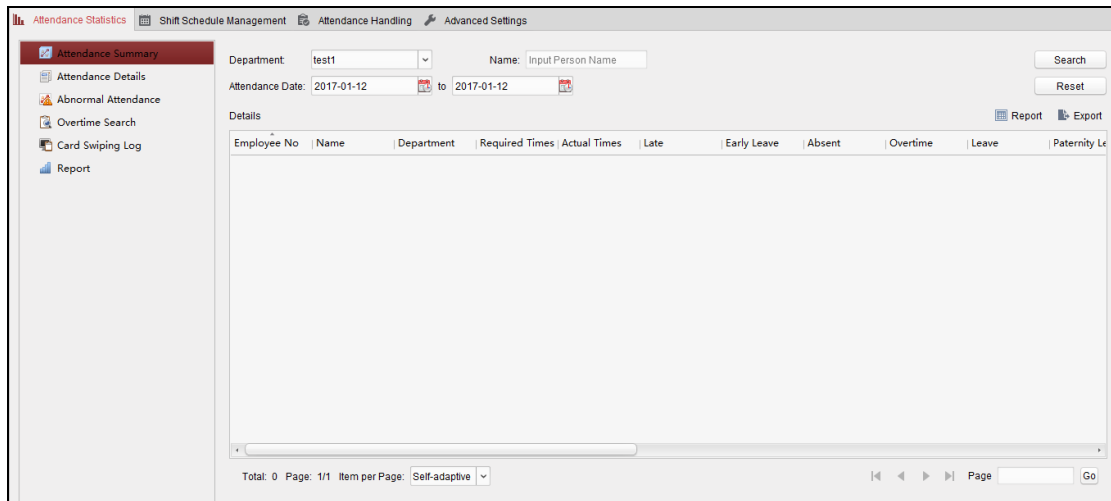 Attendance Statistics Shift Schedule Management Attendance Handling Advanced Settings
Attendance Summary
Attendance Details
Abnormal Attendance
Overtime Search
Card Swiping Log
Report
Department: test1 Name: Input Person Name Search
Attendance Date: 2017-01-12 to 2017-01-12 Reset
Details Report Export
Employee No Name Department Required Times Actual Times Late Early Leave Absent Overtime Leave Paternity Le
Total: 0 Page: 1/1 Item per Page: Self-adaptive Page Go